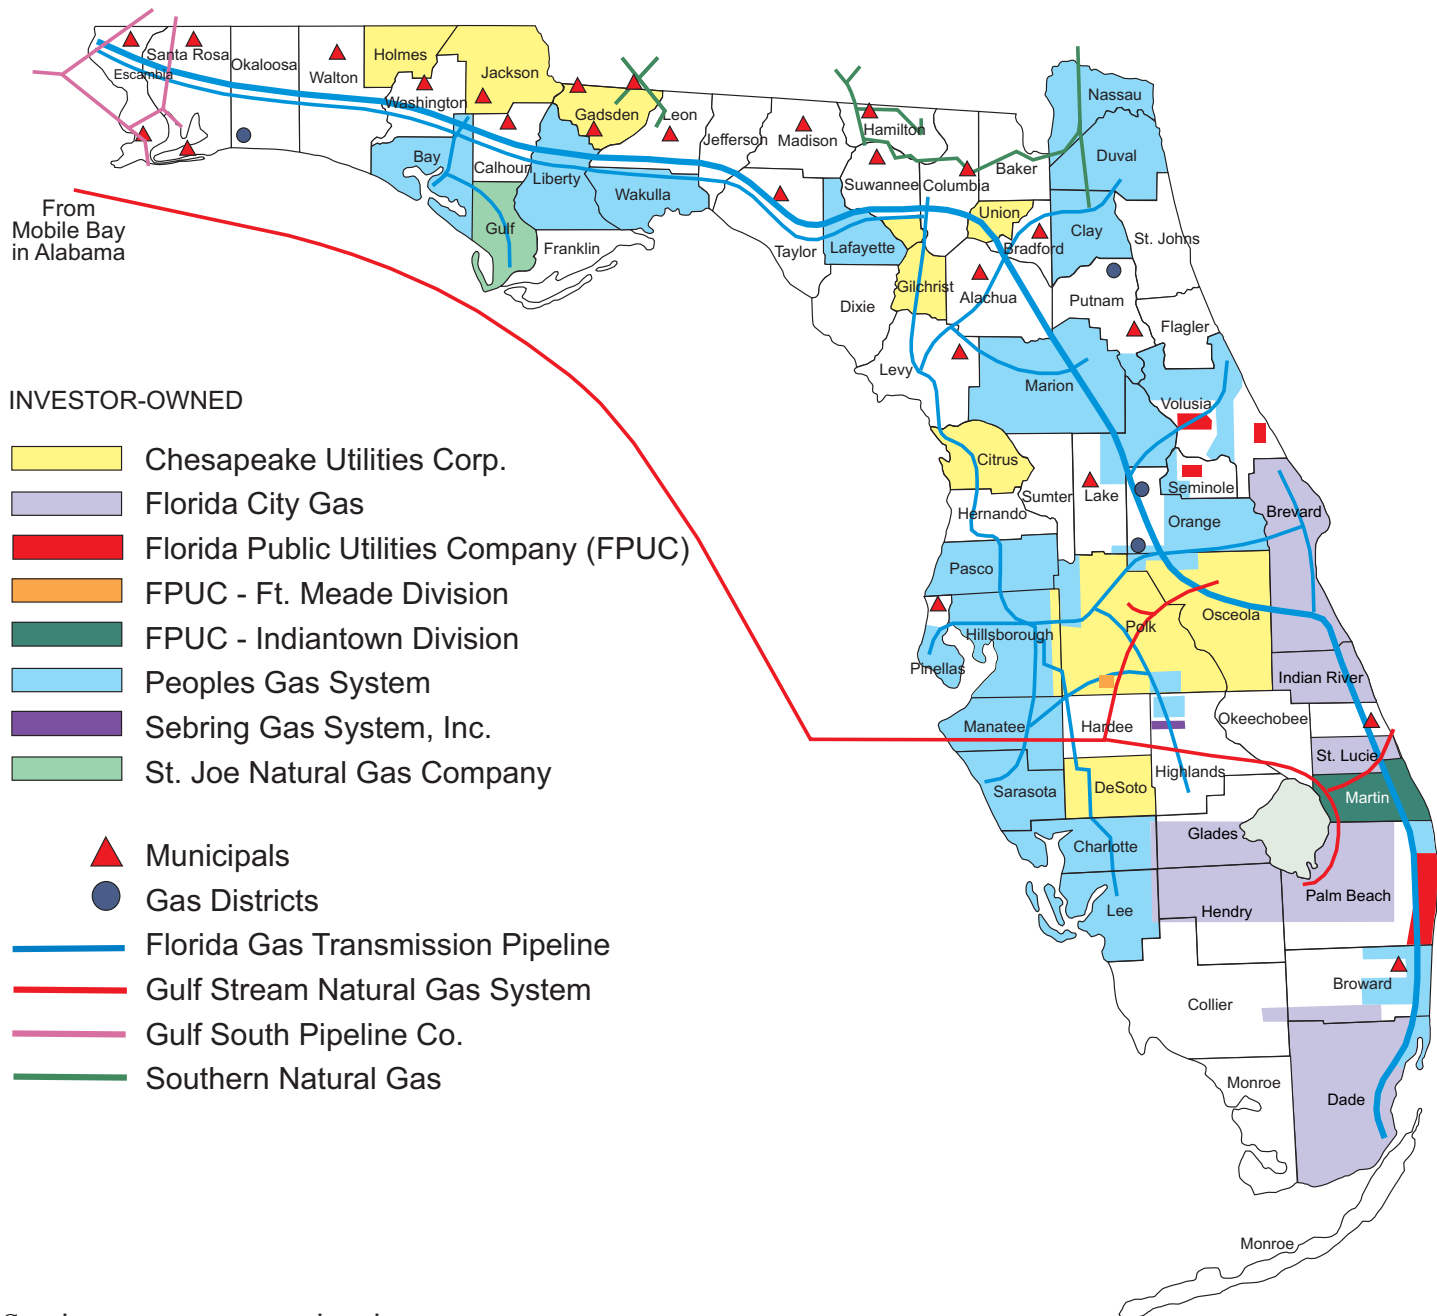 Holmes
Santa Rosa
Okaloosa
Escambia
Walton
Jackson
Washington
Gadsden
Leon
Jefferson
Madison
Hamilton
Nassau
Bay
Calhoun
Liberty
Wakulla
Suwannee
Columbia
Baker
Duval
Gulf
Franklin
Taylor
Lafayette
Union
Bradford
Clay
St. Johns
From
Mobile Bay
in Alabama
Dixie
Gilchrist
Alachua
Putnam
Flagler
Levy
Marion
Volusia
INVESTOR-OWNED
Chesapeake Utilities Corp.
Florida City Gas
Florida Public Utilities Company (FPUC)
FPUC - Ft. Meade Division
FPUC - Indiantown Division
Peoples Gas System
Sebring Gas System, Inc.
St. Joe Natural Gas Company
Municipals
Gas Districts
Florida Gas Transmission Pipeline
Gulf Stream Natural Gas System
Gulf South Pipeline Co.
Southern Natural Gas
Citrus
Sumter
Lake
Seminole
Hernando
Orange
Brevard
Pasco
Osceola
Hillsborough
Polk
Pinellas
Indian River
Manatee
Hardee
Okeechobee
St. Lucie
Highlands
Sarasota
DeSoto
Martin
Glades
Charlotte
Palm Beach
Lee
Hendry
Broward
Collier
Monroe
Dade
Monroe